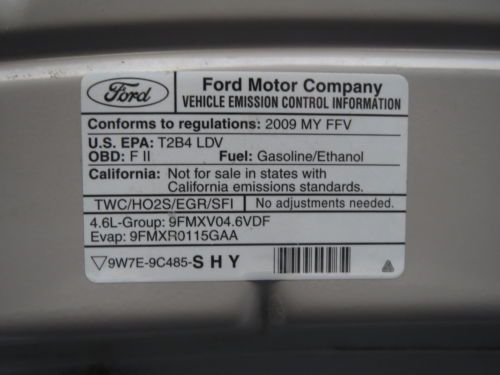 Ford
Ford Motor Company
VEHICLE EMISSION CONTROL INFORMATION
Conforms to regulations: 2009 MY FFV
U.S. EPA: T2B4 LDV
OBD: F II Fuel: Gasoline/Ethanol
California: Not for sale in states with
California emissions standards.
TWC/HO2S/EGR/SFI No adjustments needed.
4.6L-Group: 9FMXV04.6VDF
Evap: 9FMXR0115GAA
9W7E-9C485-S H Y